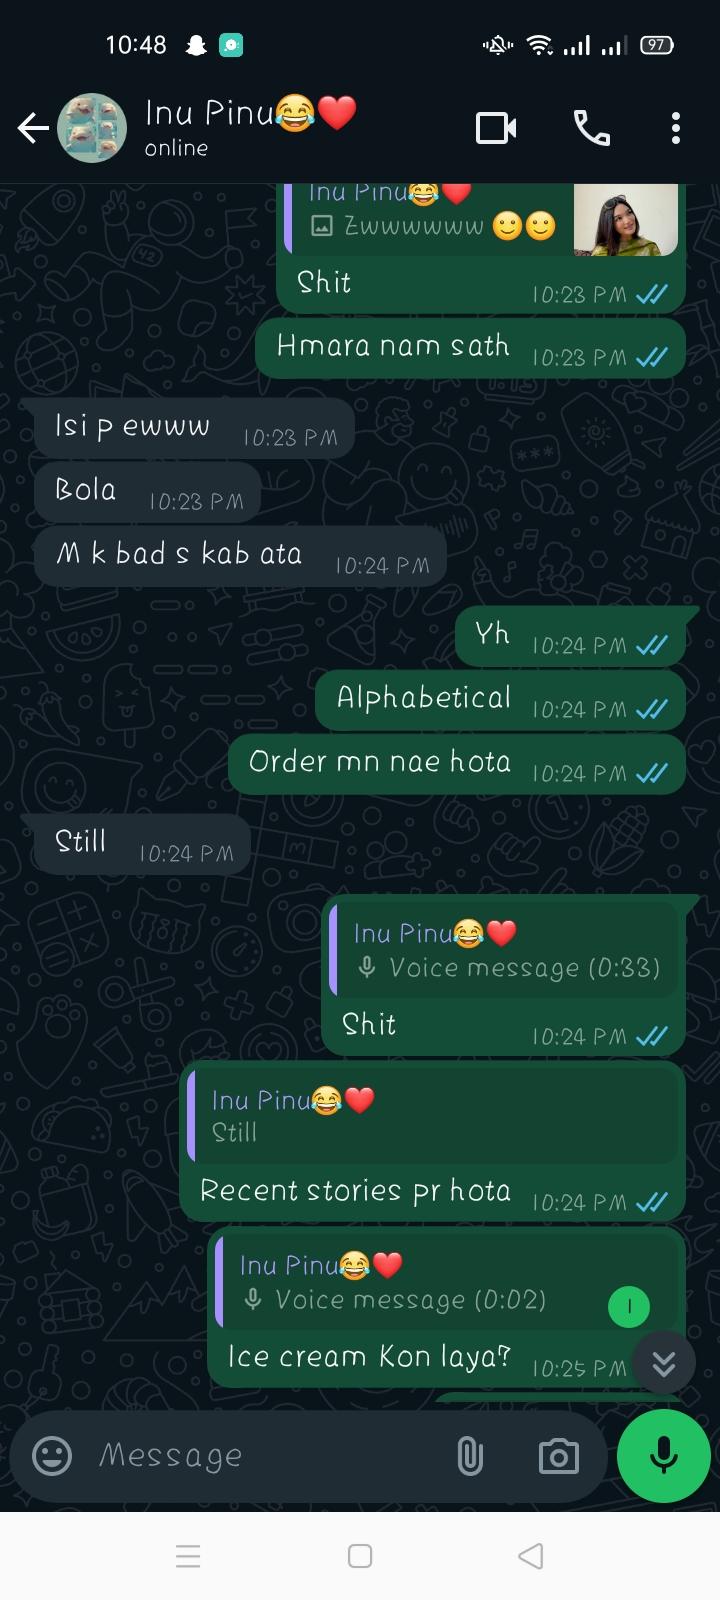 10:48
97
Inu Pinu😂❤️
online
Inu Pinu😂❤️
Zwwwwww 🙂🙂
Shit
10:23 PM
Hmara nam sath
10:23 PM
Isi p ewww
10:23 PM
Bola
10:23 PM
M k bad s kab ata
10:24 PM
Yh
10:24 PM
Alphabetical
10:24 PM
Order mn nae hota
10:24 PM
Still
10:24 PM
Inu Pinu😂❤️
Voice message (0:33)
Shit
10:24 PM
Inu Pinu😂❤️
Still
Recent stories pr hota
10:24 PM
Inu Pinu😂❤️
Voice message (0:02)
1
Ice cream Kon laya?
10:25 PM
Message